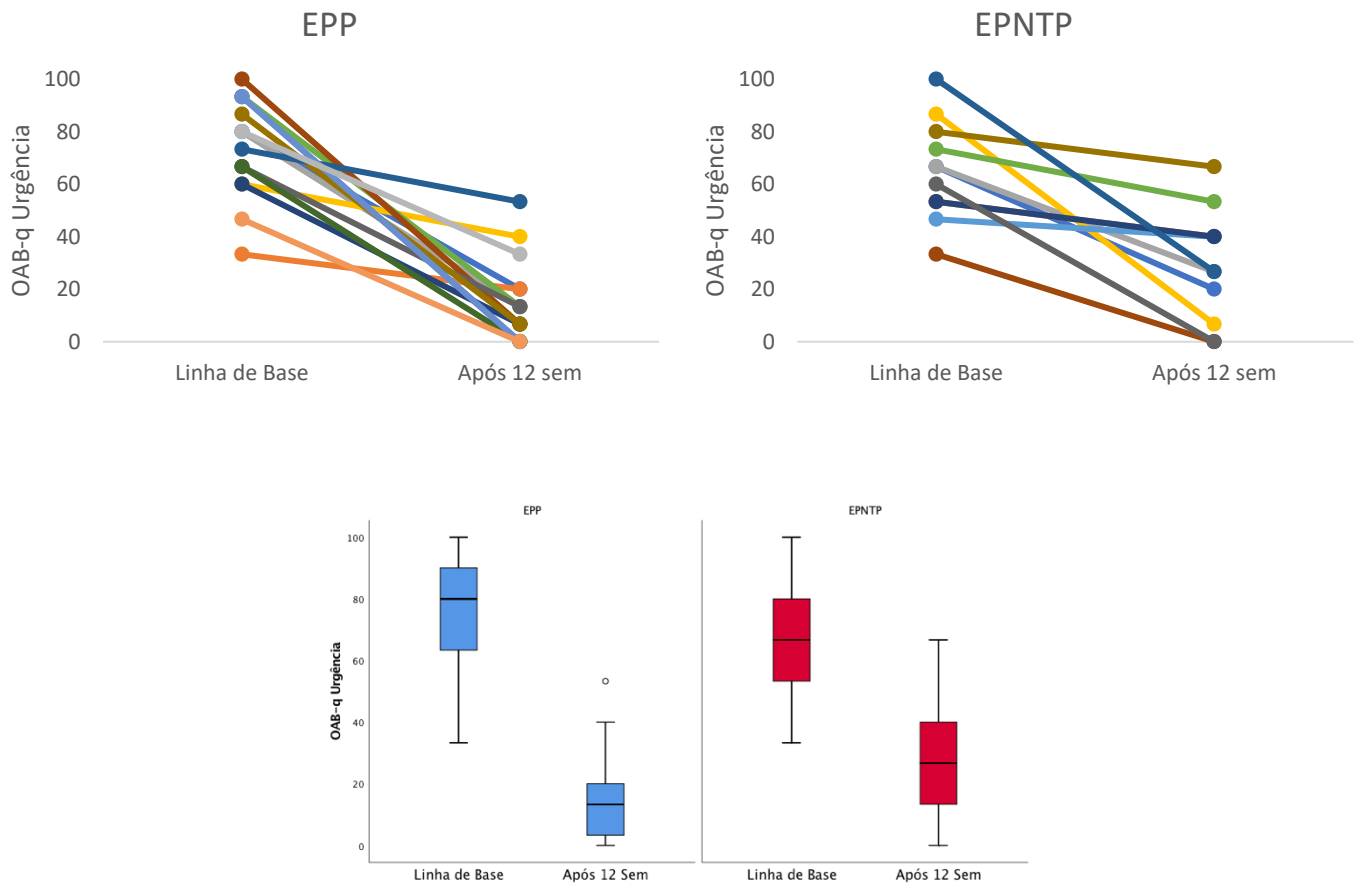 EPP
OAB-q Urgência
100
80
60
40
20
0
Linha de Base
Após 12 sem
EPNTP
OAB-q Urgência
100
80
60
40
20
0
Linha de Base
Após 12 sem
EPP
EPNTP
OAB-q Urgência
100
80
60
40
20
0
Linha de Base
Após 12 Sem
Linha de Base
Após 12 Sem